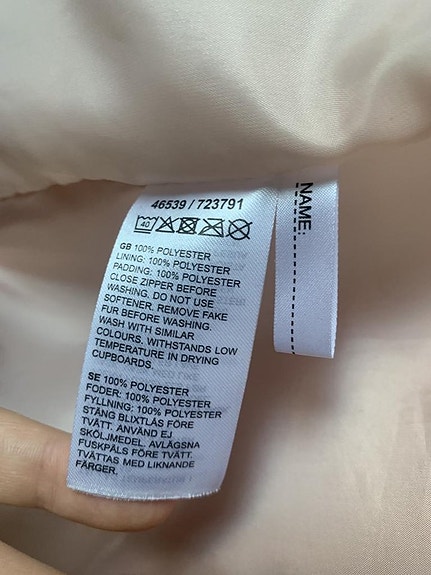 46539 / 723791
40
GB 100% POLYESTER
LINING: 100% POLYESTER
PADDING: 100% POLYESTER
CLOSE ZIPPER BEFORE
WASHING. DO NOT USE
SOFTENER. REMOVE FAKE
FUR BEFORE WASHING.
WASH WITH SIMILAR
COLOURS. WITHSTANDS LOW
TEMPERATURE IN DRYING
CUPBOARDS.
SE 100% POLYESTER
FODER: 100% POLYESTER
FYLLNING: 100% POLYESTER
STÄNG BLIXTLÅS FÖRE
TVÄTT. ANVÄND EJ
SKÖLJMEDEL. AVLÄGSNA
FUSKPÄLS FÖRE TVÄTT.
TVÄTTAS MED LIKNANDE
FÄRGER.
NAME: